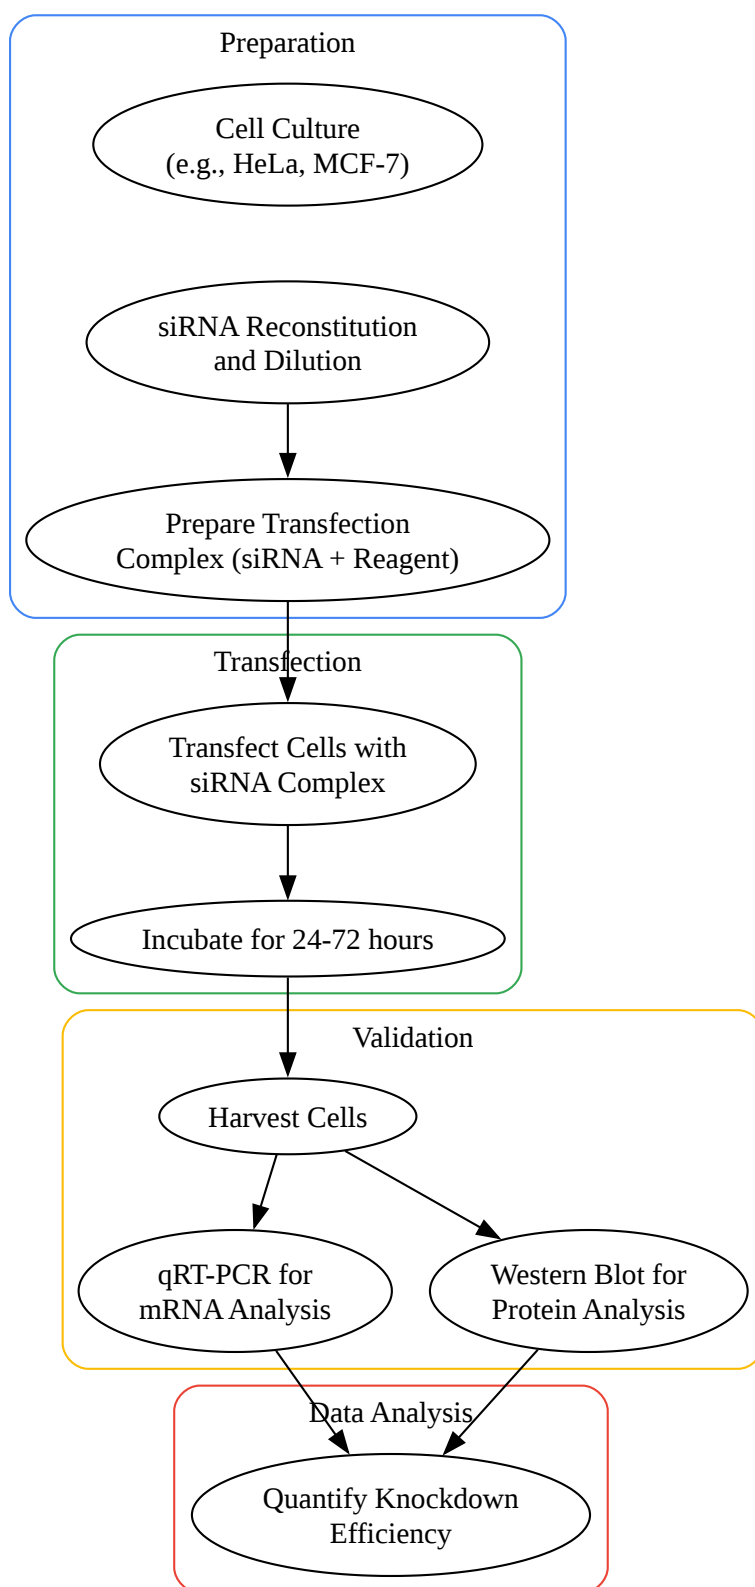 Preparation
Cell Culture
(e.g., HeLa, MCF-7)
siRNA Reconstitution
and Dilution
Prepare Transfection
Complex (siRNA + Reagent)
Transfection
Transfect Cells with
siRNA Complex
Incubate for 24-72 hours
Validation
Harvest Cells
qRT-PCR for
mRNA Analysis
Western Blot for
Protein Analysis
Data Analysis
Quantify Knockdown
Efficiency